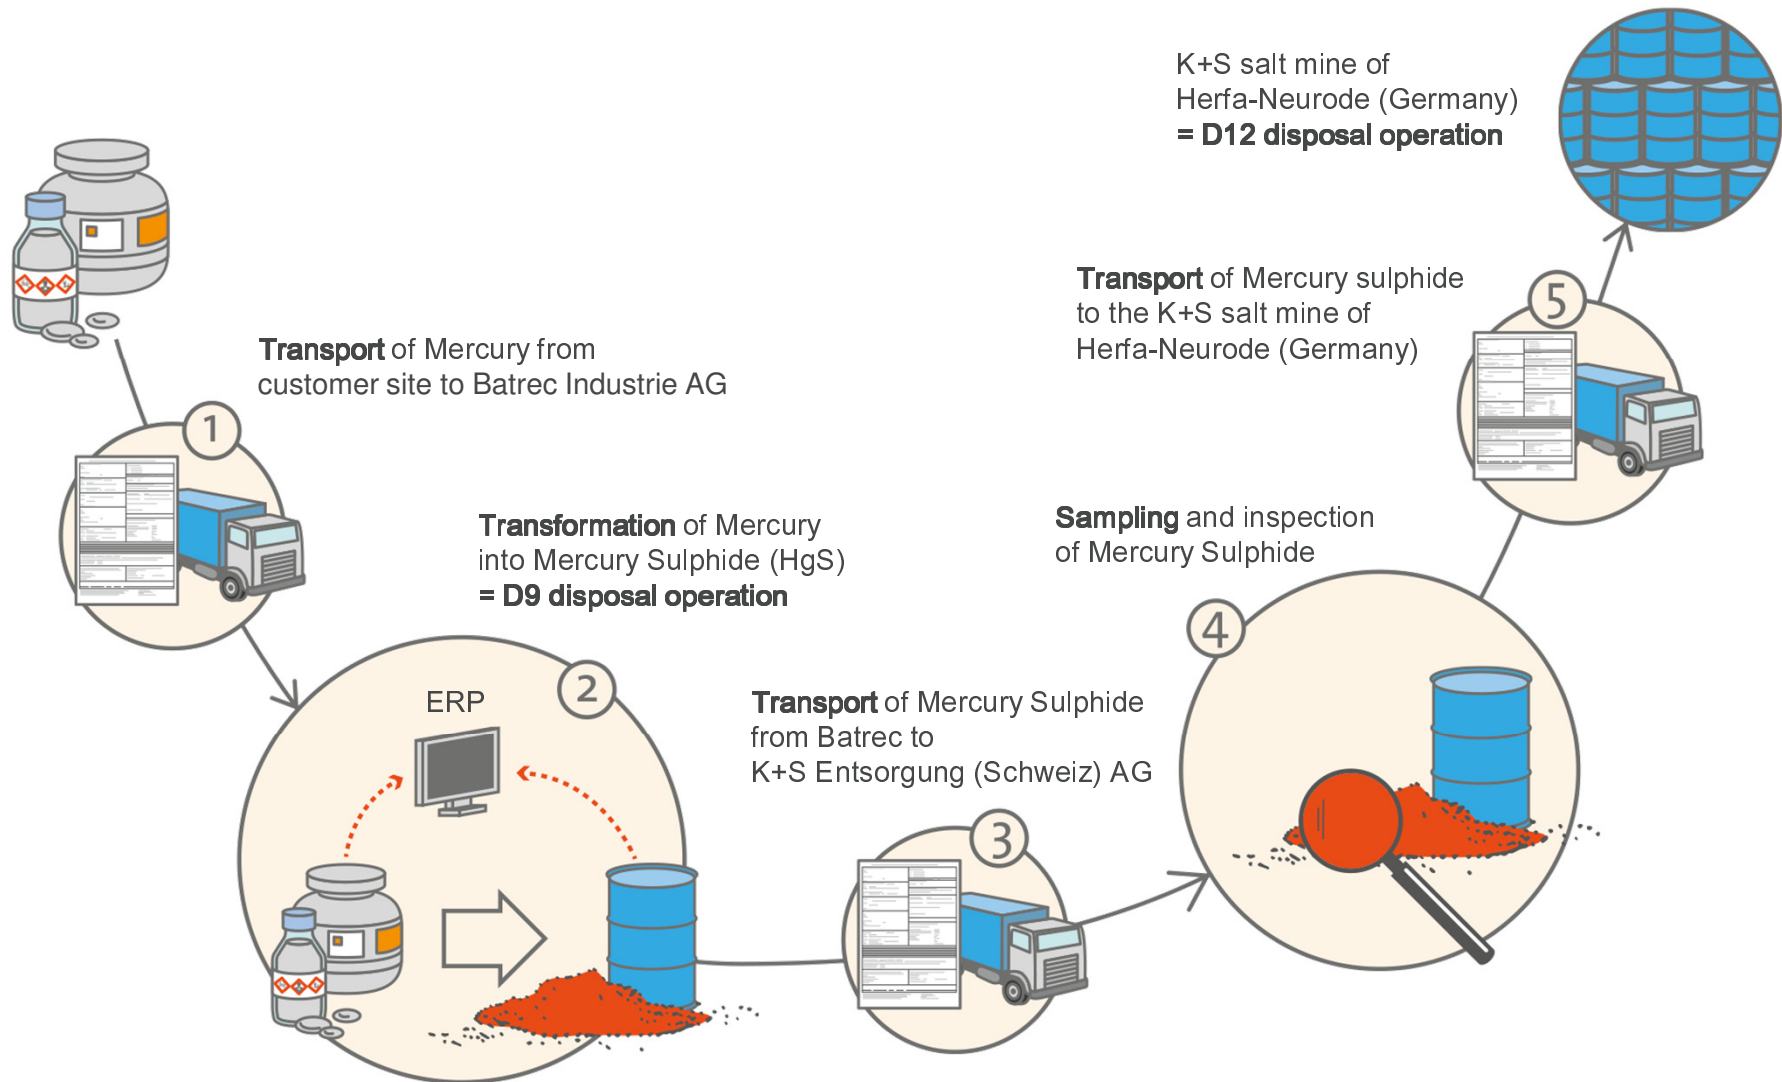 1
Transport of Mercury from
customer site to Batrec Industrie AG
2
Transformation of Mercury
into Mercury Sulphide (HgS)
= D9 disposal operation
ERP
3
Transport of Mercury Sulphide
from Batrec to
K+S Entsorgung (Schweiz) AG
4
Sampling and inspection
of Mercury Sulphide
5
Transport of Mercury sulphide
to the K+S salt mine of
Herfa-Neurode (Germany)
K+S salt mine of
Herfa-Neurode (Germany)
= D12 disposal operation